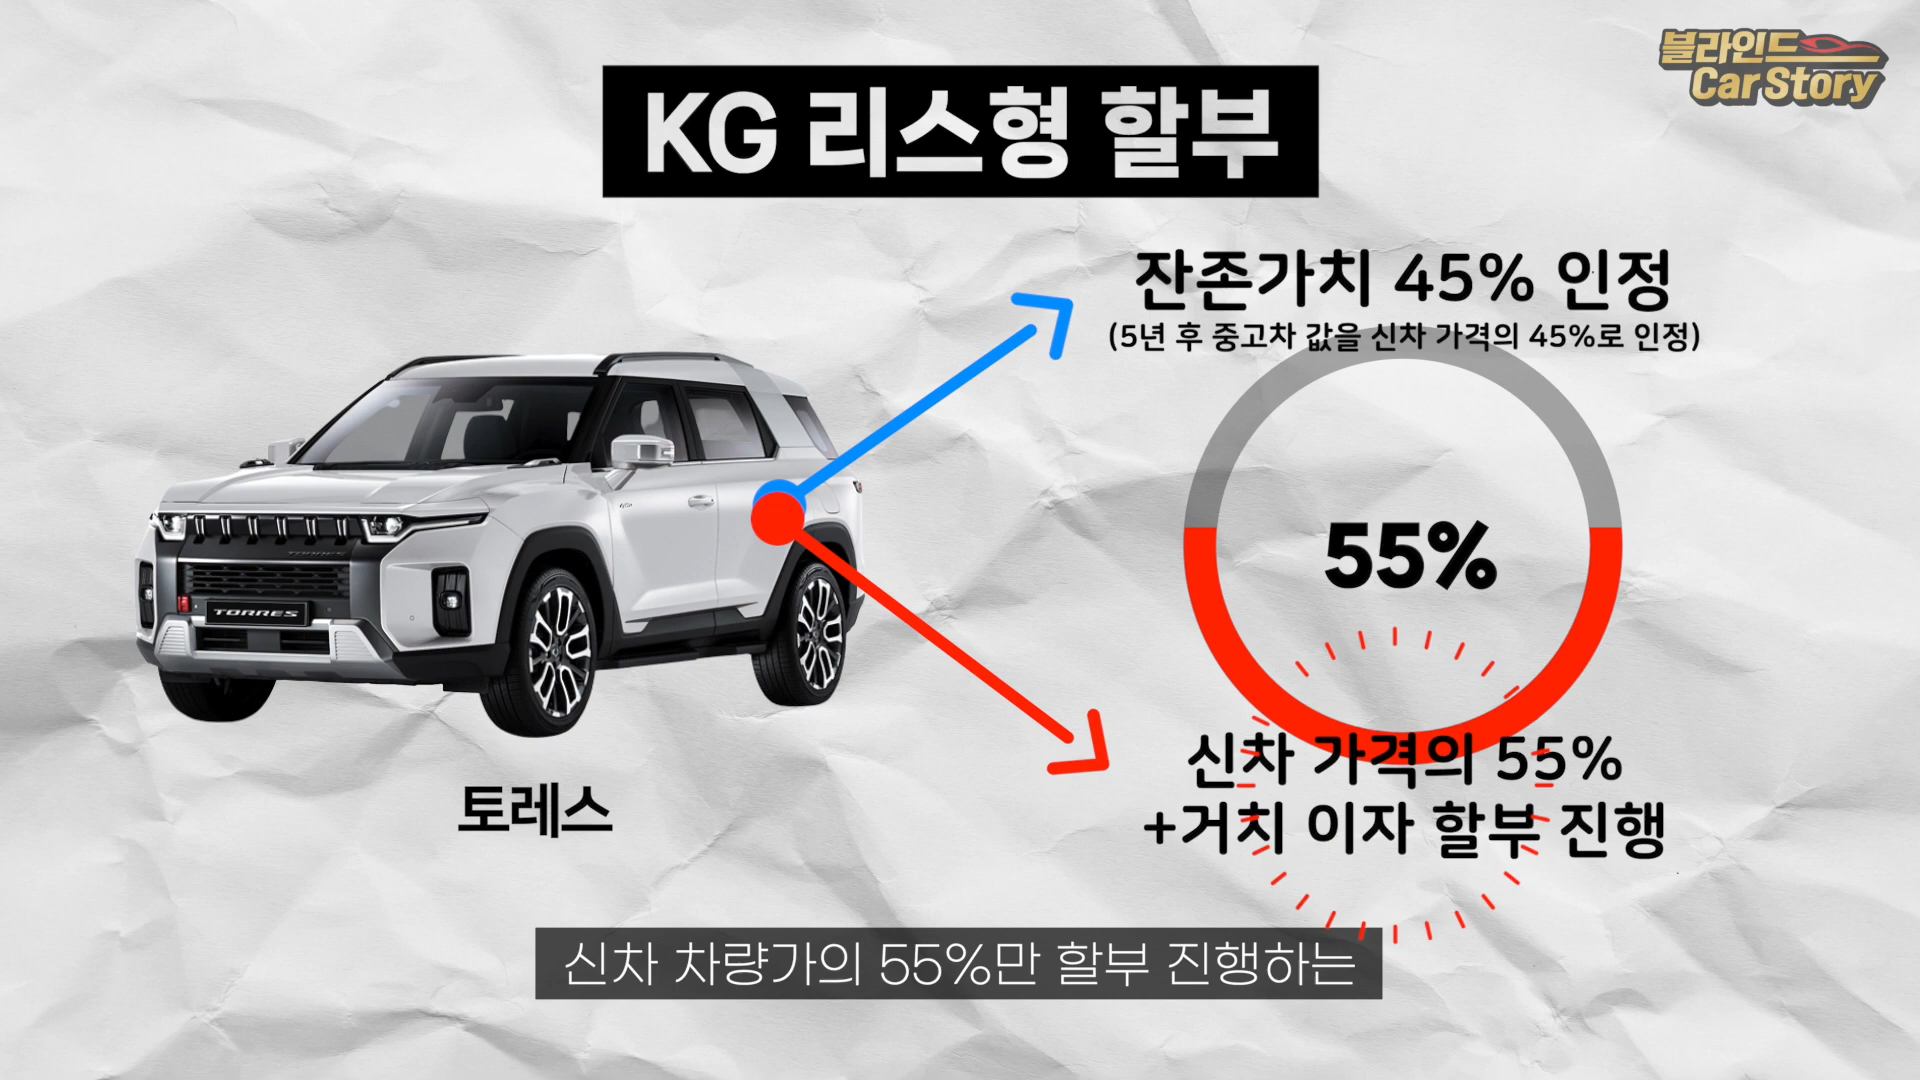 블라인드
Car Story
KG 리스형 할부
잔존가치 45% 인정
(5년 후 중고차 값을 신차 가격의 45%로 인정)
55%
TORRES
TORRES
신차 가격의 55%
+거치 이자 할부 진행
토레스
신차 차량가의 55%만 할부 진행하는